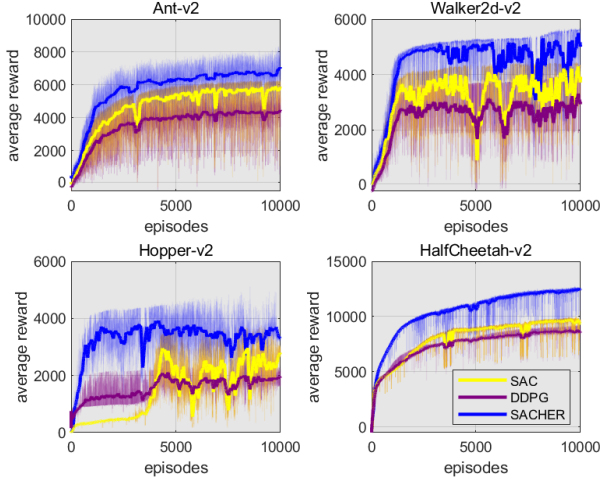 Ant-v2
10000
8000
6000
4000
2000
0
average reward
0
5000
10000
episodes
Walker2d-v2
6000
4000
2000
0
average reward
0
5000
10000
episodes
Hopper-v2
6000
4000
2000
0
average reward
0
5000
10000
episodes
HalfCheetah-v2
15000
10000
5000
0
average reward
0
5000
10000
episodes
SAC
DDPG
SACHER